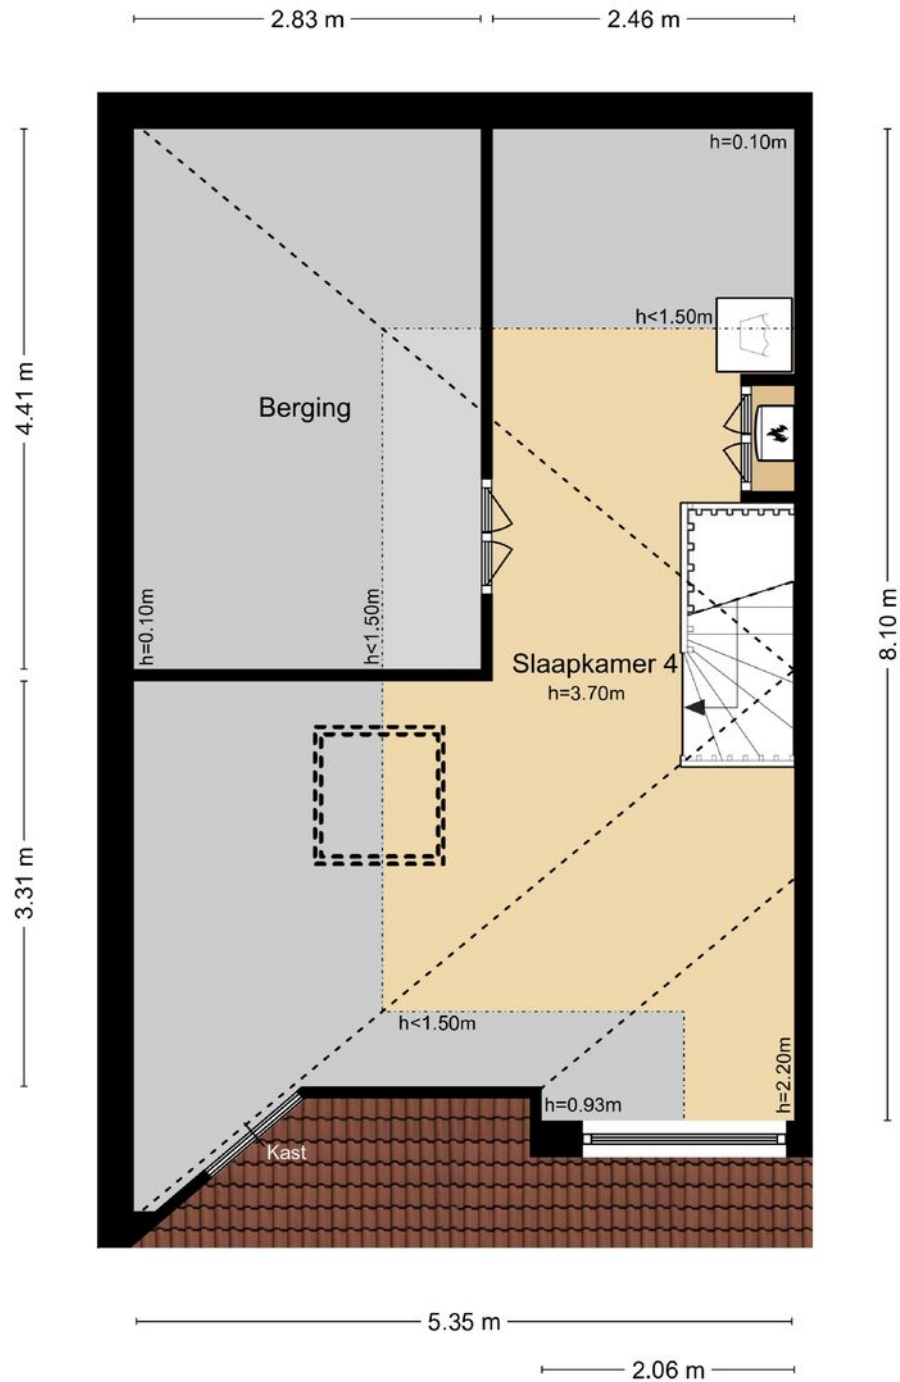 2.83 m
2.46 m
h=0.10m
h<1.50m
4.41 m
Berging
h=0.10m
h<1.50m
8.10 m
Slaapkamer 4
h=3.70m
3.31 m
h<1.50m
h=2.20m
h=0.93m
Kast
5.35 m
2.06 m